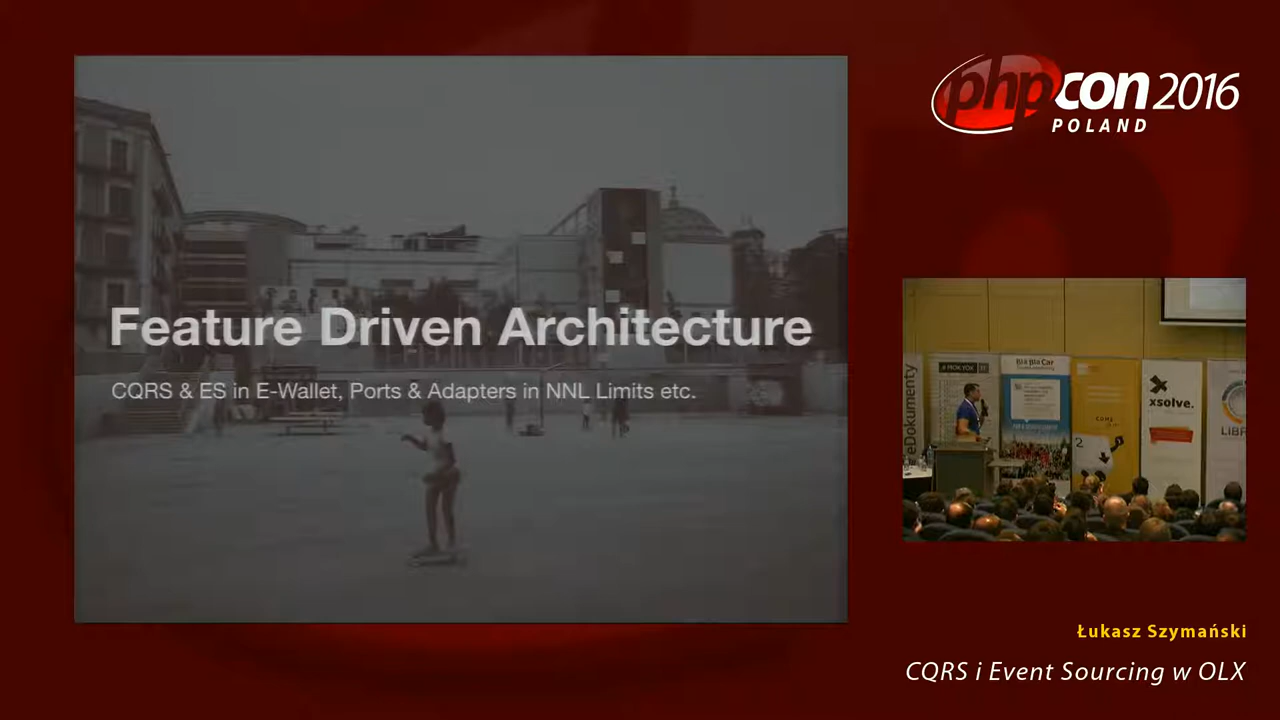 Feature Driven Architecture
CQRS & ES in E-Wallet, Ports & Adapters in NNL Limits etc.
phpcon 2016
POLAND
eDokumenty
xsolve.
Łukasz Szymański
CQRS i Event Sourcing w OLX